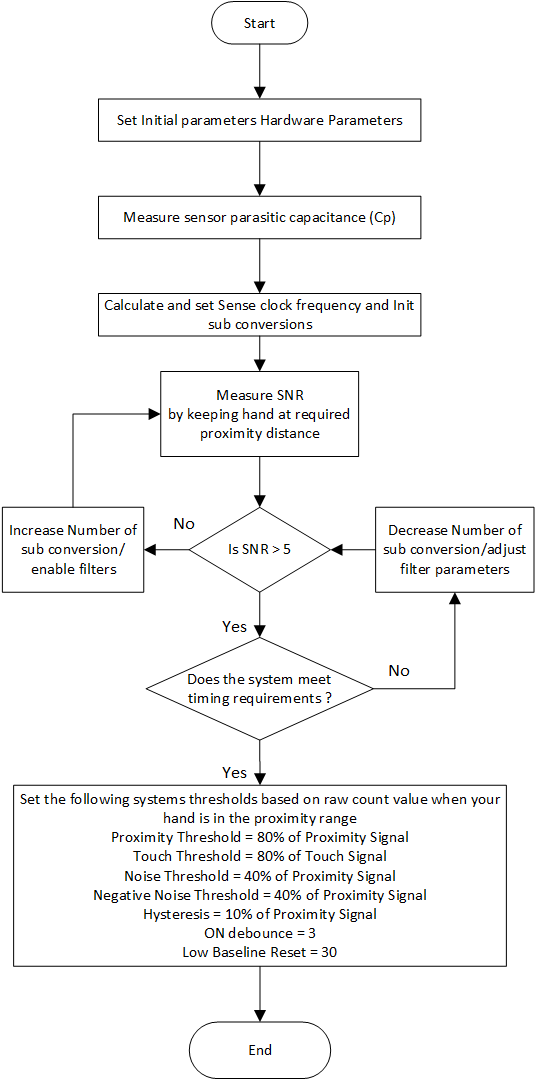 Start
Set Initial parameters Hardware Parameters
Measure sensor parasitic capacitance (Cp)
Calculate and set Sense clock frequency and Init
sub conversions
Measure SNR
by keeping hand at required
proximity distance
No
Increase Number of
sub conversion/
enable filters
Is SNR > 5
Decrease Number of
sub conversion/adjust
filter parameters
Yes
Does the system meet
timing requirements ?
No
Yes
Set the following systems thresholds based on raw count value when your
hand is in the proximity range
Proximity Threshold = 80% of Proximity Signal
Touch Threshold = 80% of Touch Signal
Noise Threshold = 40% of Proximity Signal
Negative Noise Threshold = 40% of Proximity Signal
Hysteresis = 10% of Proximity Signal
ON debounce = 3
Low Baseline Reset = 30
End